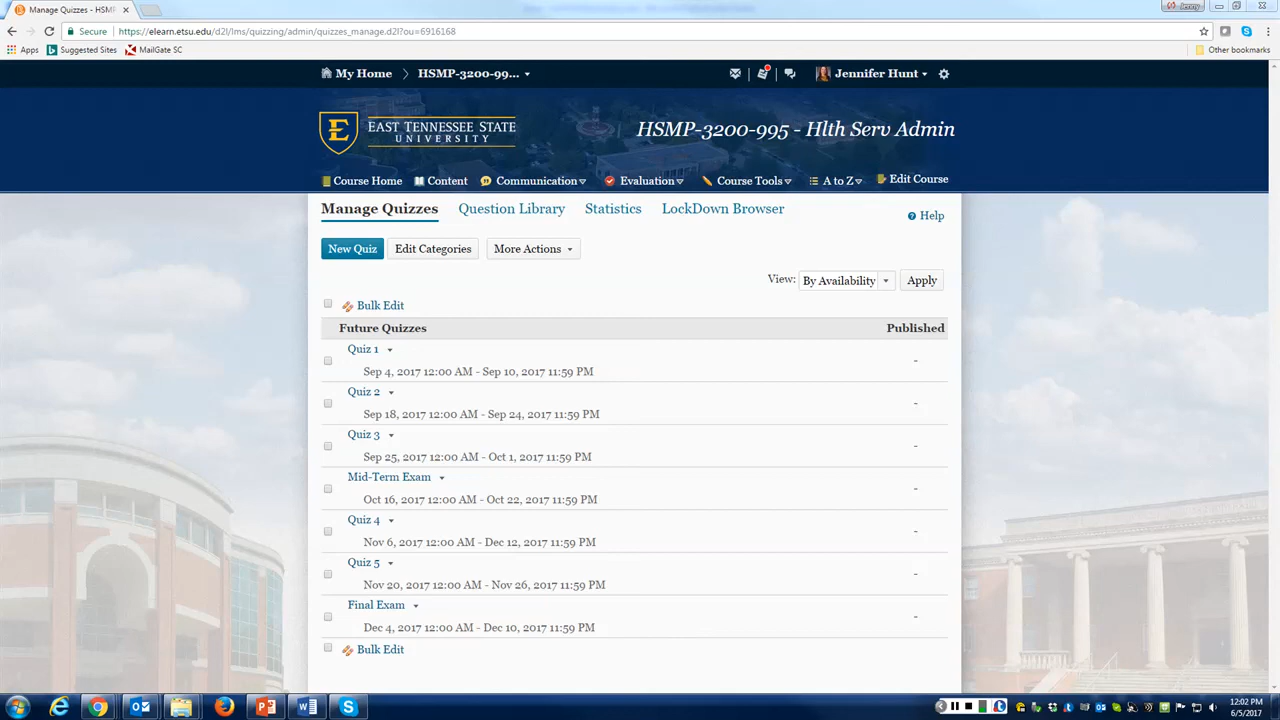 Manage Quizzes - HSM
Jenny
Secure
https://elearn.etsu.edu/d2l/lms/quizzing/admin/quizzes_manage.d2l?ou=6916168
Apps
Suggested Sites
MailGate SC
Other bookmarks
My Home
HSMP-3200-99...
Jennifer Hunt
EAST TENNESSEE STATE
UNIVERSITY
HSMP-3200-995 - Hlth Serv Admin
Course Home
Content
Communication
Evaluation
Course Tools
A to Z
Edit Course
Manage Quizzes
Question Library
Statistics
LockDown Browser
Help
New Quiz
Edit Categories
More Actions
View:
By Availability
Apply
Bulk Edit
Future Quizzes
Published
Quiz 1
-
Sep 4, 2017 12:00 AM - Sep 10, 2017 11:59 PM
Quiz 2
-
Sep 18, 2017 12:00 AM - Sep 24, 2017 11:59 PM
Quiz 3
-
Sep 25, 2017 12:00 AM - Oct 1, 2017 11:59 PM
Mid-Term Exam
-
Oct 16, 2017 12:00 AM - Oct 22, 2017 11:59 PM
Quiz 4
-
Nov 6, 2017 12:00 AM - Dec 12, 2017 11:59 PM
Quiz 5
-
Nov 20, 2017 12:00 AM - Nov 26, 2017 11:59 PM
Final Exam
-
Dec 4, 2017 12:00 AM - Dec 10, 2017 11:59 PM
Bulk Edit
12:02 PM
6/5/2017